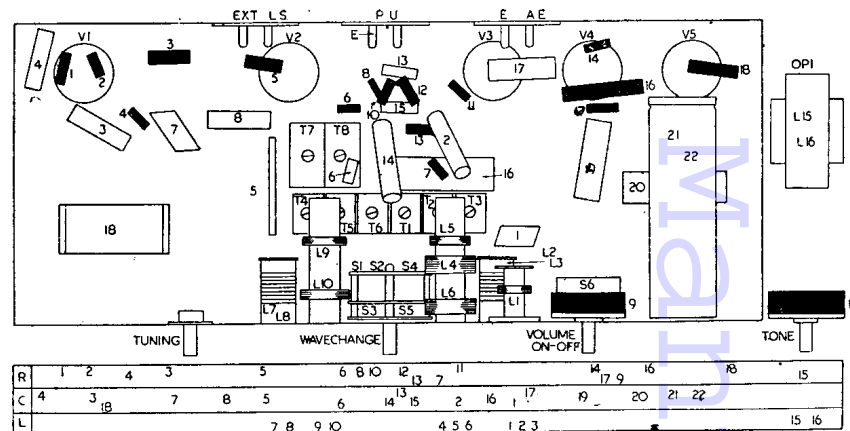 EXT LS. P U E A E
V1 V2 E V3 V4 V5
4 3 5 13 17 14 18 OP1
1 2 8 12 11 16
4 3 7 8 6 10 15 17
L15
L16
T7 T8 13 2 21
22
5 6 14 7 16 19 20
18
T4 T5 T6 T1 T2 T3
L9 L5 1
L2
L3
S1 S2 S4 L4
L10 L6 L1 S6
L7 L8 S3 S5 9
TUNING WAVECHANGE VOLUME ON-OFF TONE
R 1 2 4 3 5 6 8 10 12 13 7 11 14 17 9 16 18 15
C 4 3 18 7 8 5 6 14 13 15 2 16 1 17 19 20 21 22
L 7 8 9 10 4 5 6 1 2 3 15 16
Man